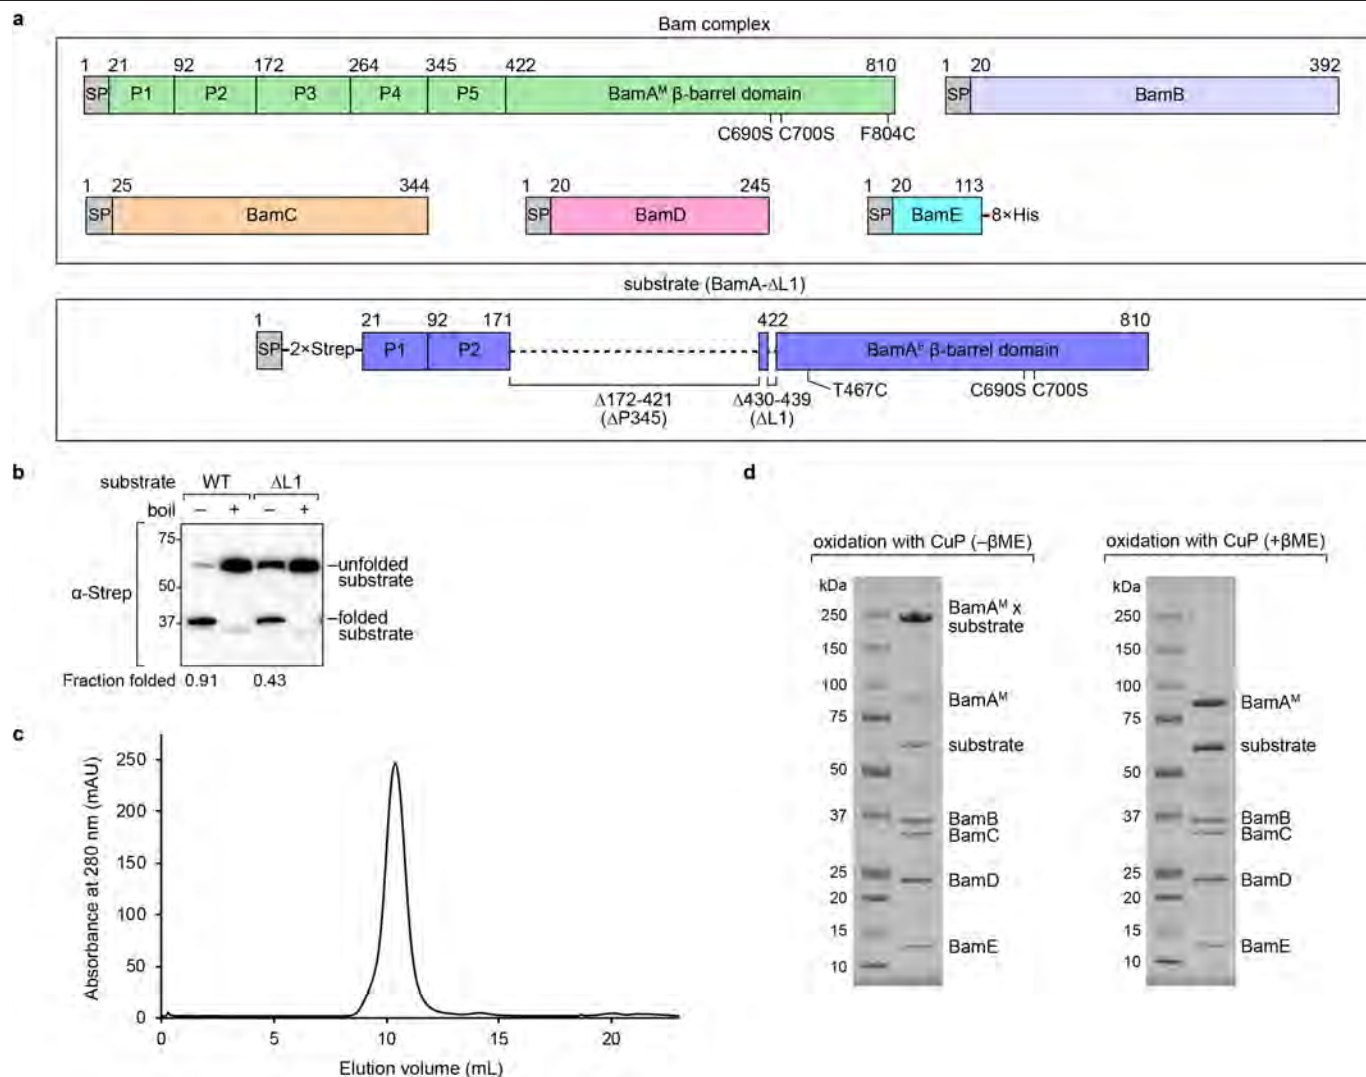 a
Bam complex
1 21 92 172 264 345 422 810
SP P1 P2 P3 P4 P5 BamAᴹ β-barrel domain
C690S C700S F804C
1 20 392
SP BamB
1 25 344
SP BamC
1 20 245
SP BamD
1 20 113
SP BamE 8×His
substrate (BamA-ΔL1)
1 21 92 171 422 810
SP 2×Strep P1 P2 BamAˢ β-barrel domain
T467C C690S C700S
Δ172-421 Δ430-439
(ΔP345) (ΔL1)
b
substrate WT ΔL1
boil – + – +
75
50
37
α-Strep
unfolded
substrate
folded
substrate
Fraction folded 0.91 0.43
c
Absorbance at 280 nm (mAU)
250
200
150
100
50
0
0 5 10 15 20
Elution volume (mL)
d
oxidation with CuP (–βME)
kDa
250
150
100
75
50
37
25
20
15
10
BamAᴹ x
substrate
BamAᴹ
substrate
BamB
BamC
BamD
BamE
oxidation with CuP (+βME)
kDa
250
150
100
75
50
37
25
20
15
10
BamAᴹ
substrate
BamB
BamC
BamD
BamE